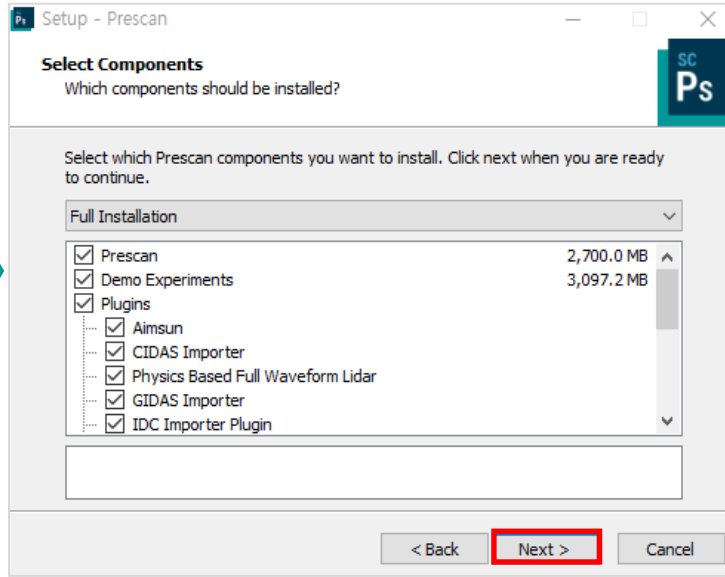 Ps
Setup - Prescan
Select Components
Which components should be installed?
SC
Ps
Select which Prescan components you want to install. Click next when you are ready
to continue.
Full Installation
Prescan 2,700.0 MB
Demo Experiments 3,097.2 MB
Plugins
Aimsun
CIDAS Importer
Physics Based Full Waveform Lidar
GIDAS Importer
IDC Importer Plugin
< Back Next > Cancel